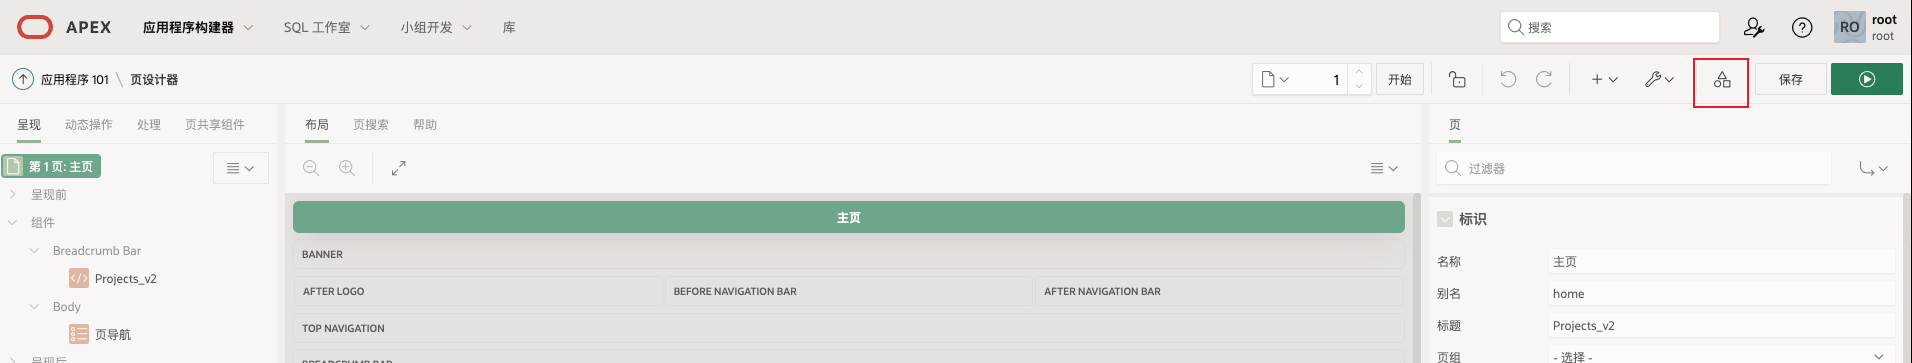 APEX 应用程序构建器 SQL 工作室 小组开发 库 搜索 RO root
root
应用程序 101 \ 页设计器 1 开始 保存
呈现 动态操作 处理 页共享组件 布局 页搜索 帮助 页
第 1 页: 主页 过滤器
呈现前
组件 主页 标识
Breadcrumb Bar BANNER 名称 主页
Projects_v2 AFTER LOGO BEFORE NAVIGATION BAR AFTER NAVIGATION BAR 别名 home
Body
页导航 TOP NAVIGATION 标题 Projects_v2
呈现后 BREADCRUMB BAR 页组 - 选择 -